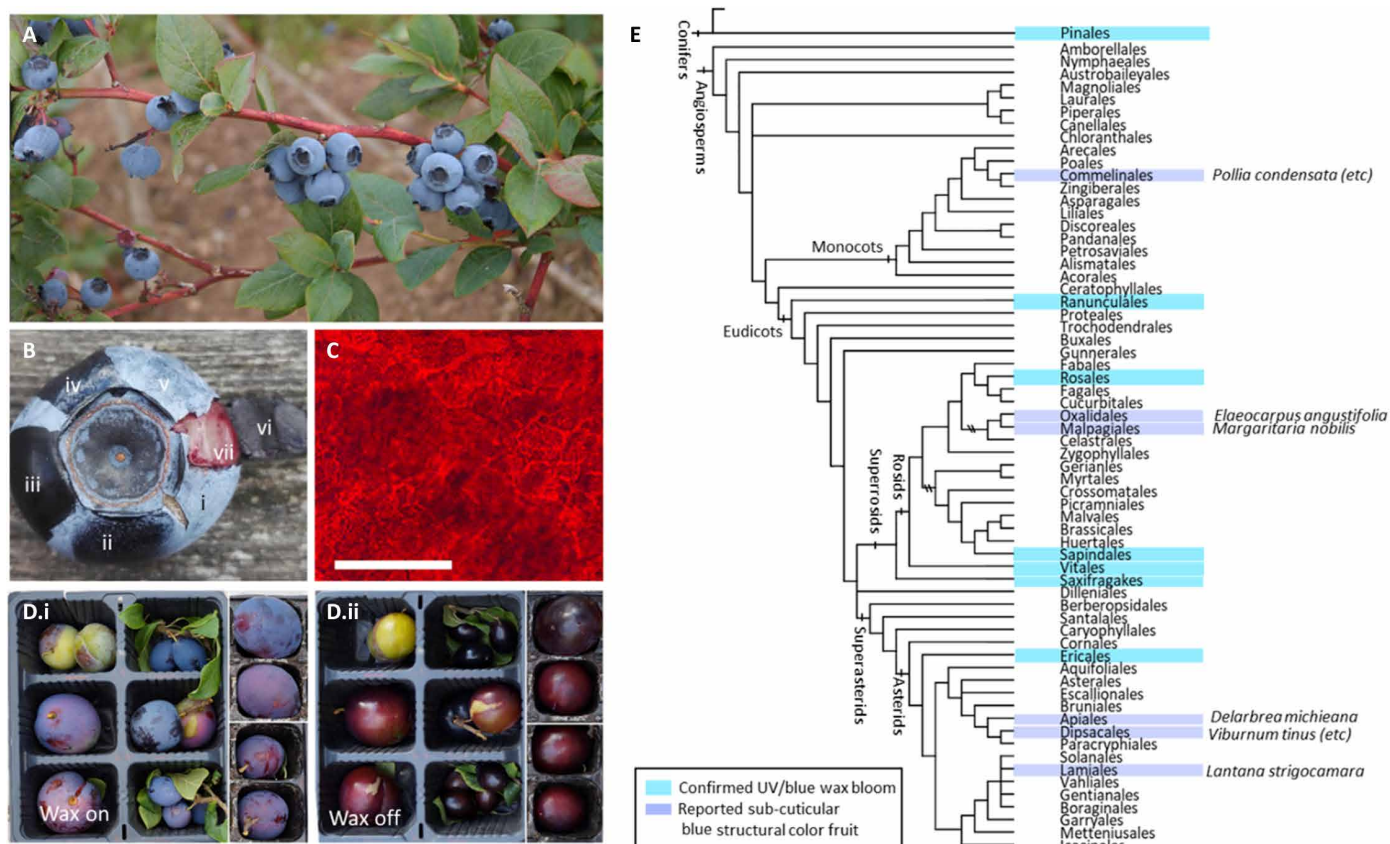 A
B
iv
v
vi
vii
iii
i
ii
C
D.i
Wax on
D.ii
Wax off
E
Conifers
Angiosperms
Monocots
Eudicots
Superrosids
Rosids
Superasterids
Asterids
Pinales
Amborellales
Nymphaeales
Austrobaileyales
Magnoliales
Laurales
Piperales
Canellales
Chloranthales
Arecales
Poales
Commelinales Pollia condensata (etc)
Zingiberales
Asparagales
Liliales
Discoreales
Pandanales
Petrosaviales
Alismatales
Acorales
Ceratophyllales
Ranunculales
Proteales
Trochodendrales
Buxales
Gunnerales
Fabales
Rosales
Fagales
Cucurbitales
Oxalidales Elaeocarpus angustifolia
Malpagiales Margaritaria nobilis
Celastrales
Zygophyllales
Gerianles
Myrtales
Crossomatales
Picramniales
Malvales
Brassicales
Huertales
Sapindales
Vitales
Saxifragakes
Dilleniales
Berberopsidales
Santalales
Caryophyllales
Cornales
Ericales
Aquifoliales
Asterales
Escallionales
Bruniales
Apiales Delarbrea michieana
Dipsacales Viburnum tinus (etc)
Paracryphiales
Solanales
Lamiales Lantana strigocamara
Vahliales
Gentianales
Boraginales
Garryales
Metteniusales
Confirmed UV/blue wax bloom
Reported sub-cuticular
blue structural color fruit